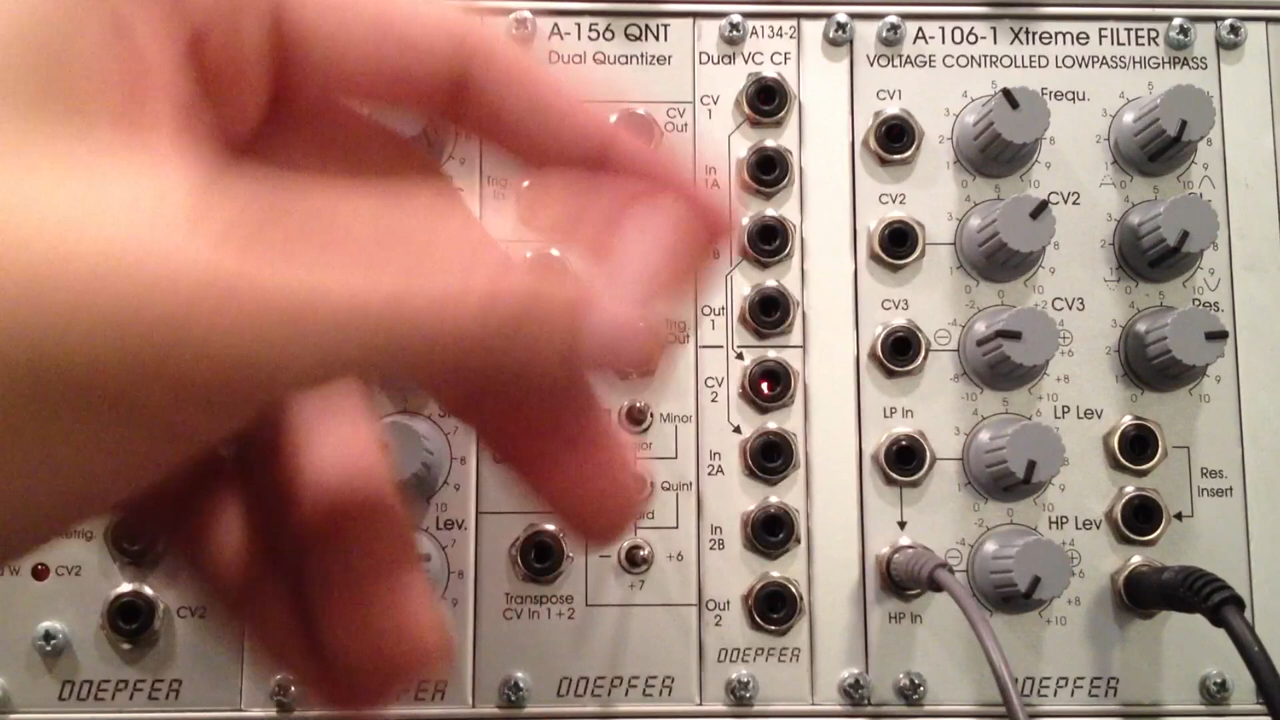 A-156 QNT
Dual Quantizer
CV
Out
Trig.
In
Trig.
Out
Minor
Quint
+6
+7
Transpose
CV In 1+2
DOEPFER
A134-2
Dual VC CF
CV
1
In
1A
B
Out
1
CV
2
In
2A
In
2B
Out
2
DOEPFER
A-106-1 Xtreme FILTER
VOLTAGE CONTROLLED LOWPASS/HIGHPASS
CV1
Frequ.
CV2
CV2
CV3
CV3
Res.
LP In
LP Lev
Res.
Insert
HP Lev
HP In
DOEPFER
Lev.
CV2
CV2
DOEPFER